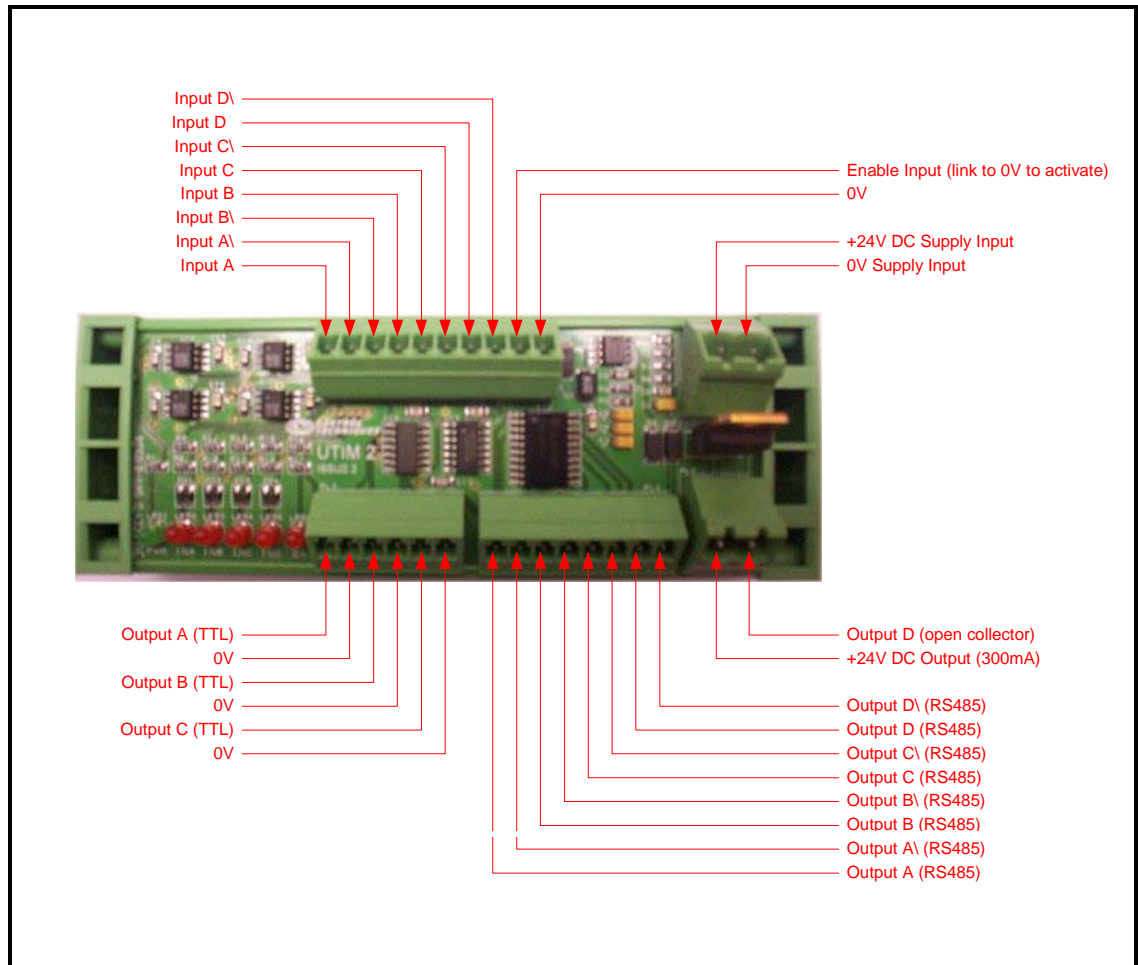 Input D\
Input D
Input C\
Input C
Input B
Input B\
Input A\
Input A
Enable Input (link to 0V to activate)
0V
+24V DC Supply Input
0V Supply Input
UTiM 2
ISSUE 2
Output A (TTL)
0V
Output B (TTL)
0V
Output C (TTL)
0V
Output D (open collector)
+24V DC Output (300mA)
Output D\ (RS485)
Output D (RS485)
Output C\ (RS485)
Output C (RS485)
Output B\ (RS485)
Output B (RS485)
Output A\ (RS485)
Output A (RS485)